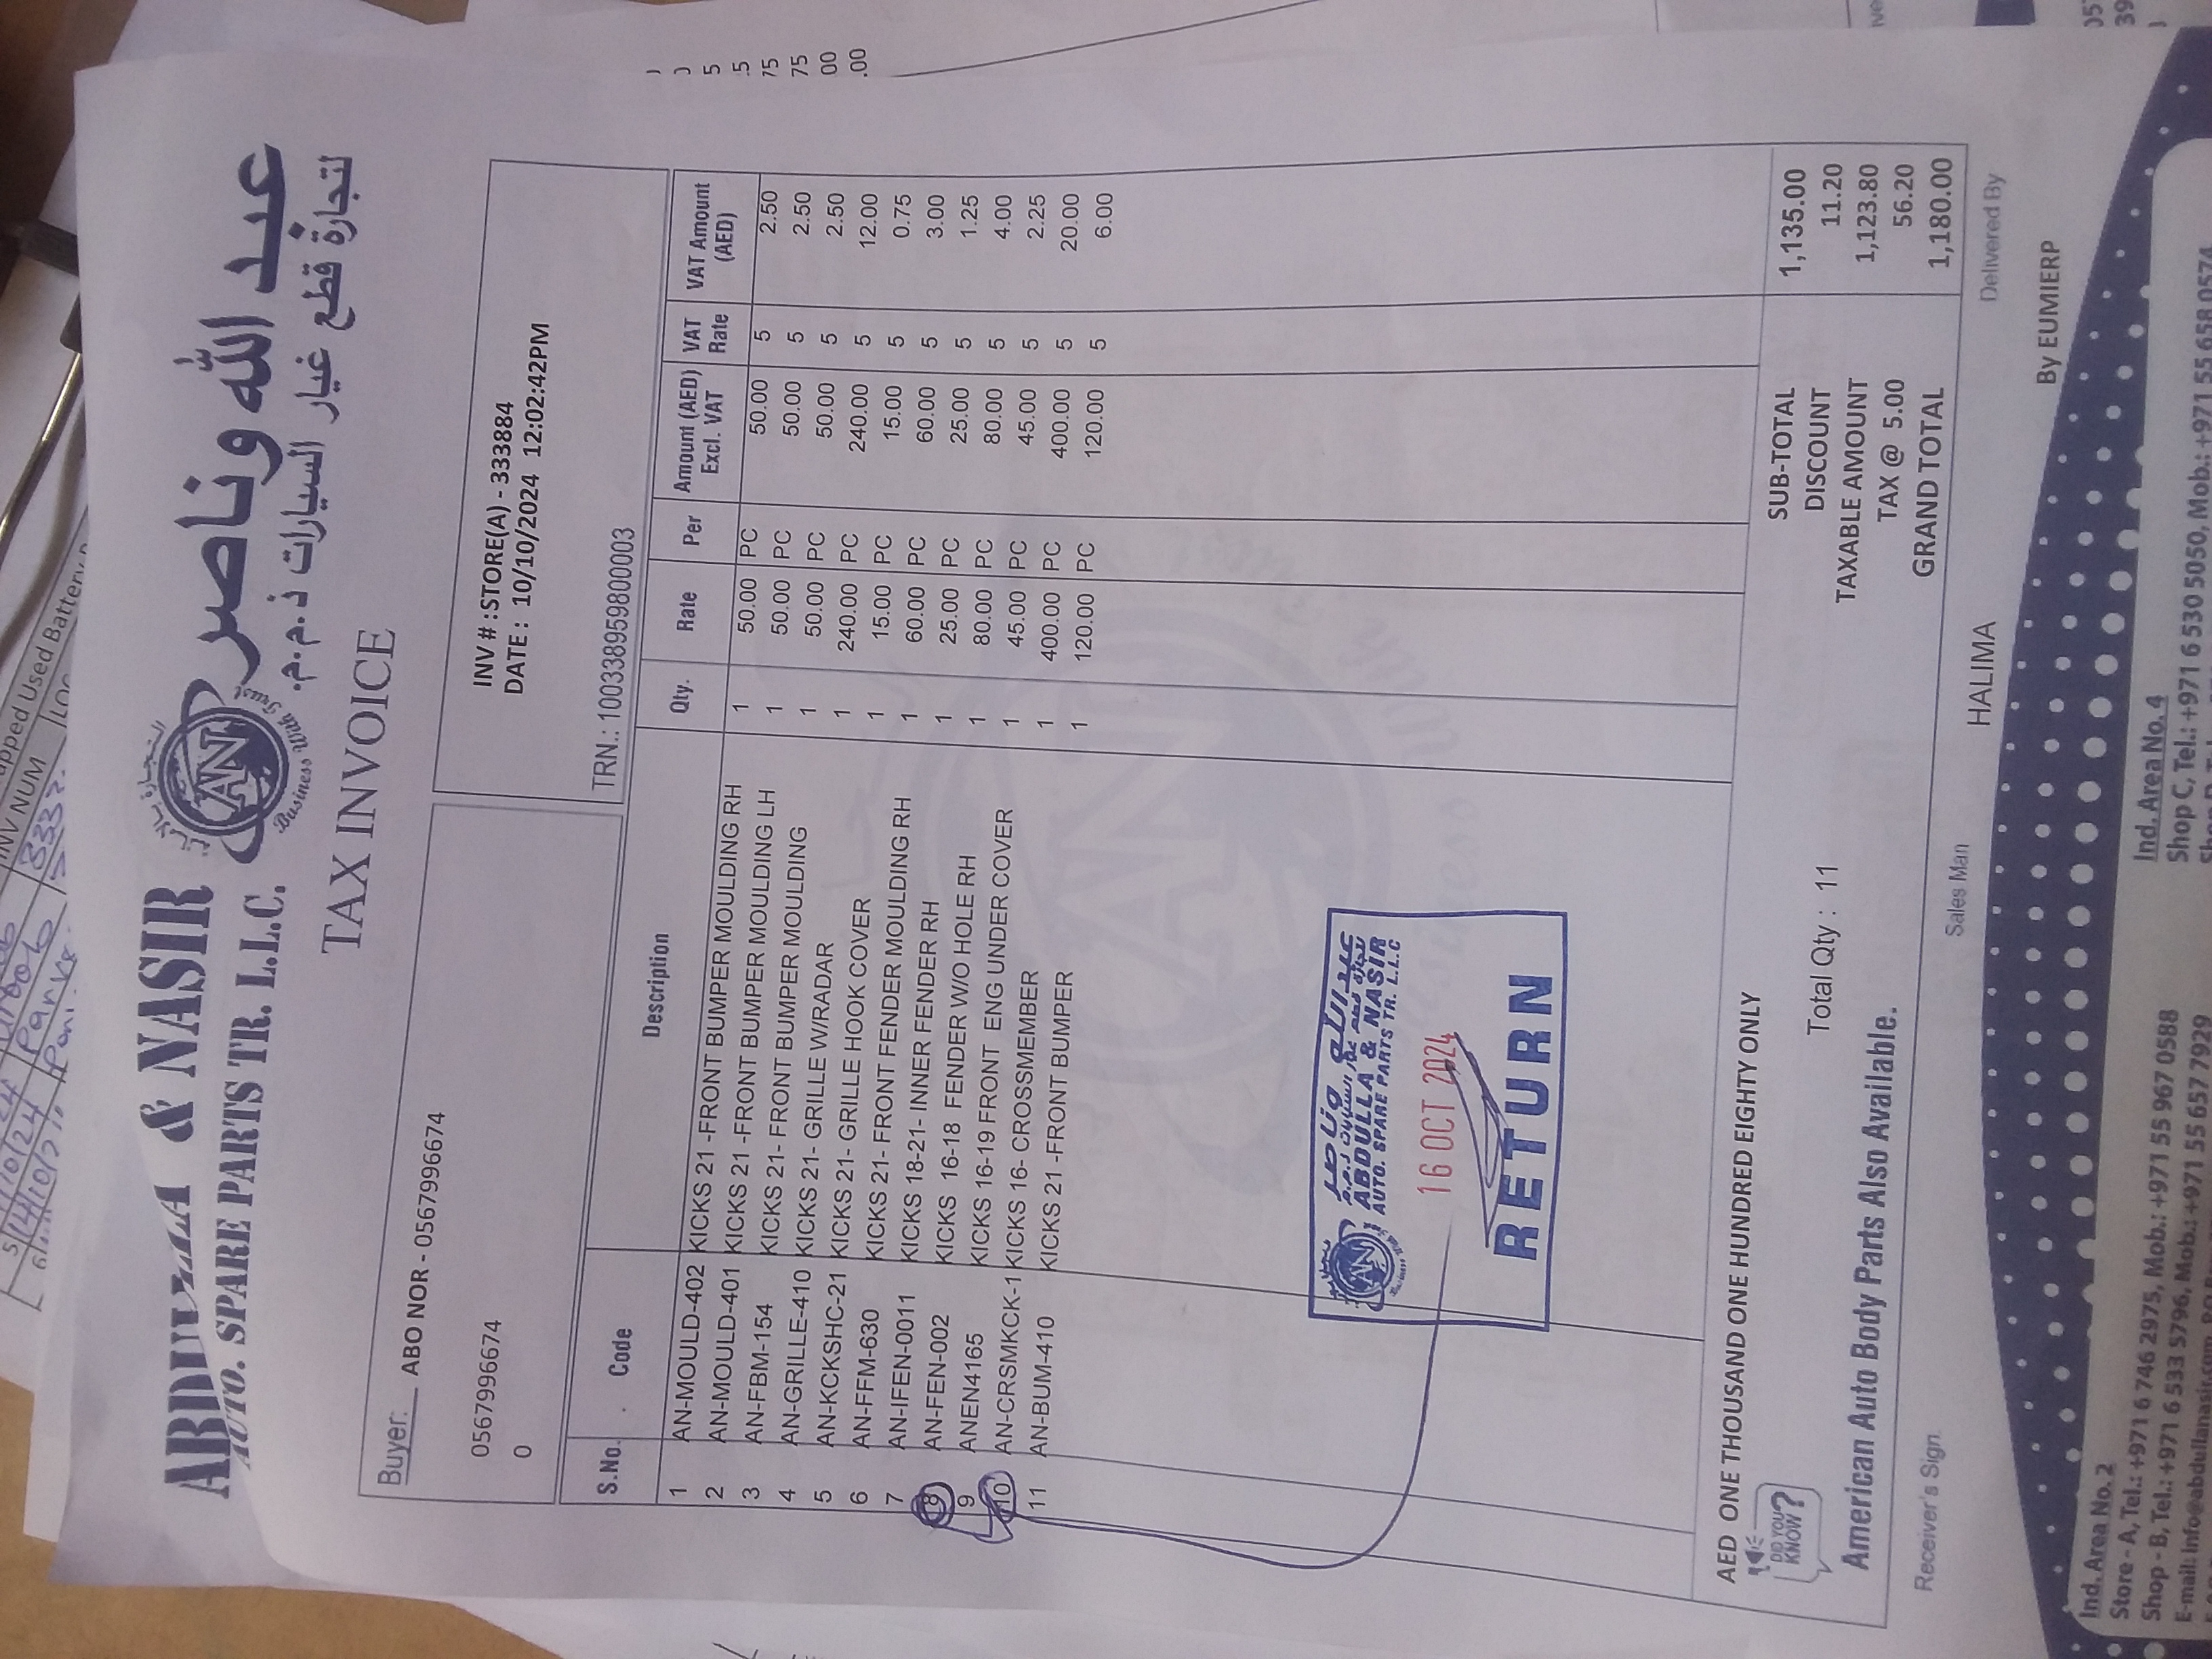 ABDULLA & NASIR
AUTO. SPARE PARTS TR. L.L.C.
عبد الله وناصر
لتجارة قطع غيار السيارات ذ.م.م.
AN
Business With Trust
TAX INVOICE
Buyer: ABO NOR - 0567996674
0567996674
0
INV # :STORE(A) - 333884
DATE : 10/10/2024 12:02:42PM
TRN.: 100338959800003
S.No. Code Description Qty. Rate Per Amount (AED) Excl. VAT VAT Rate VAT Amount (AED)
1 AN-MOULD-402 KICKS 21 -FRONT BUMPER MOULDING RH 1 50.00 PC 50.00 5 2.50
2 AN-MOULD-401 KICKS 21 -FRONT BUMPER MOULDING LH 1 50.00 PC 50.00 5 2.50
3 AN-FBM-154 KICKS 21- FRONT BUMPER MOULDING 1 50.00 PC 50.00 5 2.50
4 AN-GRILLE-410 KICKS 21- GRILLE W\RADAR 1 240.00 PC 240.00 5 12.00
5 AN-KCKSHC-21 KICKS 21- GRILLE HOOK COVER 1 15.00 PC 15.00 5 0.75
6 AN-FFM-630 KICKS 21- FRONT FENDER MOULDING RH 1 60.00 PC 60.00 5 3.00
7 AN-IFEN-0011 KICKS 18-21- INNER FENDER RH 1 25.00 PC 25.00 5 1.25
8 AN-FEN-002 KICKS 16-18 FENDER W/O HOLE RH 1 80.00 PC 80.00 5 4.00
9 ANEN4165 KICKS 16-19 FRONT ENG UNDER COVER 1 45.00 PC 45.00 5 2.25
10 AN-CRSMKCK-1 KICKS 16- CROSSMEMBER 1 400.00 PC 400.00 5 20.00
11 AN-BUM-410 KICKS 21 -FRONT BUMPER 1 120.00 PC 120.00 5 6.00
عبد الله وناصر
ABDULLA & NASIR
AUTO. SPARE PARTS TR. L.L.C
16 OCT 2024
RETURN
AED ONE THOUSAND ONE HUNDRED EIGHTY ONLY
SUB-TOTAL 1,135.00
DISCOUNT 11.20
TAXABLE AMOUNT 1,123.80
TAX @ 5.00 56.20
GRAND TOTAL 1,180.00
DID YOU KNOW?
Total Qty : 11
American Auto Body Parts Also Available.
Receiver's Sign. Sales Man HALIMA Delivered By
By EUMIERP
Ind. Area No.2
Store - A, Tel.: +971 6 746 2975, Mob.: +971 55 967 0588
Shop - B, Tel.: +971 6 533 5796, Mob.: +971 55 657 7929
Ind. Area No. 4
Shop C, Tel.: +971 6 530 5050, Mob.: +971 55 658 0574